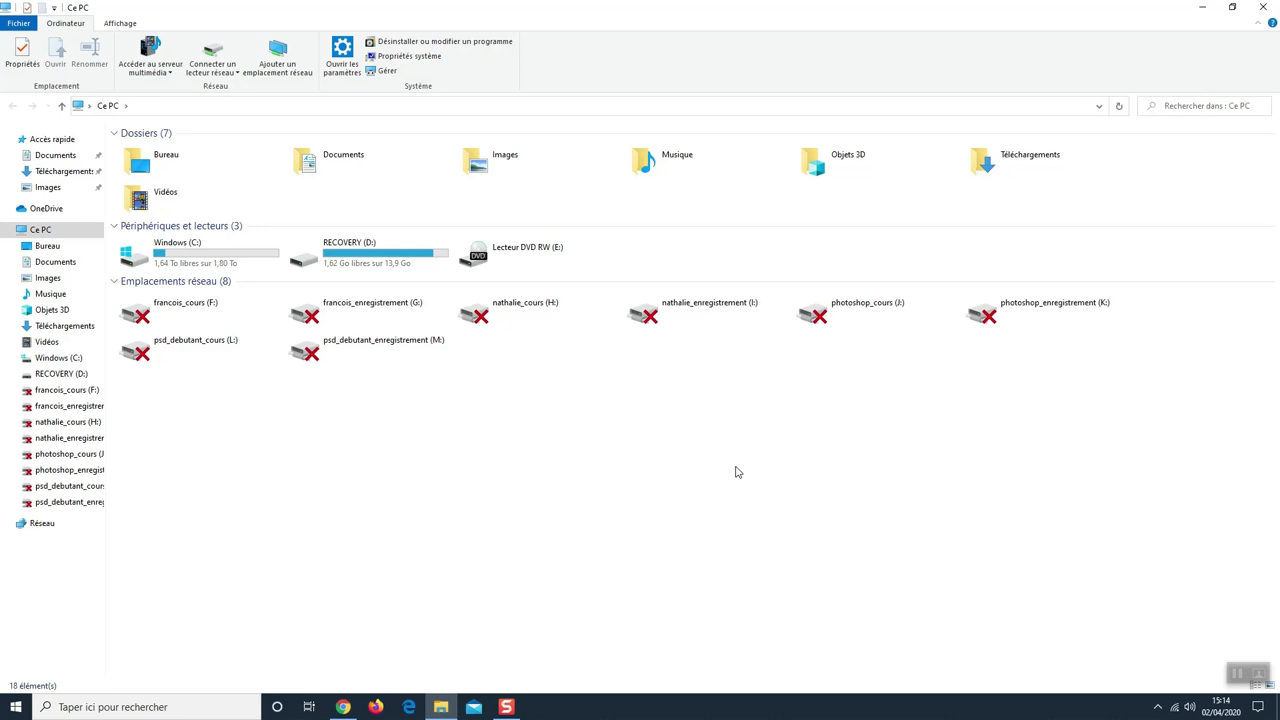 Ce PC
Fichier
Ordinateur
Affichage
Propriétés
Ouvrir
Renommer
Accéder au serveur
multimédia
Connecter un
lecteur réseau
Ajouter un
emplacement réseau
Ouvrir les
paramètres
Désinstaller ou modifier un programme
Propriétés système
Gérer
Emplacement
Réseau
Système
Ce PC
Rechercher dans : Ce PC
Accès rapide
Documents
Téléchargements
Images
OneDrive
Ce PC
Bureau
Documents
Images
Musique
Objets 3D
Téléchargements
Vidéos
Windows (C:)
RECOVERY (D:)
francois_cours (F:)
francois_enregistrer
nathalie_cours (H:)
nathalie_enregistrer
photoshop_cours (J
photoshop_enregist
psd_debutant_cours
psd_debutant_enreg
Réseau
Dossiers (7)
Bureau
Documents
Images
Musique
Objets 3D
Téléchargements
Vidéos
Périphériques et lecteurs (3)
Windows (C:)
1,64 To libres sur 1,80 To
RECOVERY (D:)
1,62 Go libres sur 13,9 Go
DVD
Lecteur DVD RW (E:)
Emplacements réseau (8)
francois_cours (F:)
francois_enregistrement (G:)
nathalie_cours (H:)
nathalie_enregistrement (I:)
photoshop_cours (J:)
photoshop_enregistrement (K:)
psd_debutant_cours (L:)
psd_debutant_enregistrement (M:)
18 élément(s)
Taper ici pour rechercher
15:14
02/04/2020